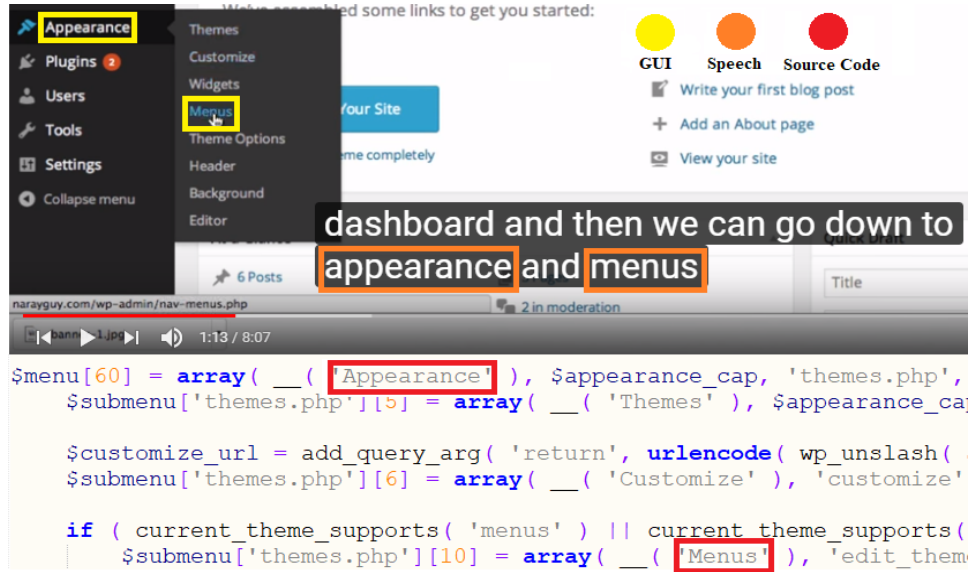 We've assembled some links to get you started:
Appearance
Plugins 2
Users
Tools
Settings
Collapse menu
Themes
Customize
Widgets
Menus
Theme Options
Header
Background
Editor
Your Site
completely
GUI
Speech
Source Code
Write your first blog post
Add an About page
View your site
dashboard and then we can go down to
appearance and menus
Quick Draft
6 Posts
Title
2 in moderation
narayguy.com/wp-admin/nav-menus.php
1:13 / 8:07
$menu[60] = array( __( 'Appearance' ), $appearance_cap, 'themes.php',
$submenu['themes.php'][5] = array( __( 'Themes' ), $appearance_ca
$customize_url = add_query_arg( 'return', urlencode( wp_unslash(
$submenu['themes.php'][6] = array( __( 'Customize' ), 'customize'
if ( current_theme_supports( 'menus' ) || current_theme_supports(
$submenu['themes.php'][10] = array( __( 'Menus' ), 'edit_them